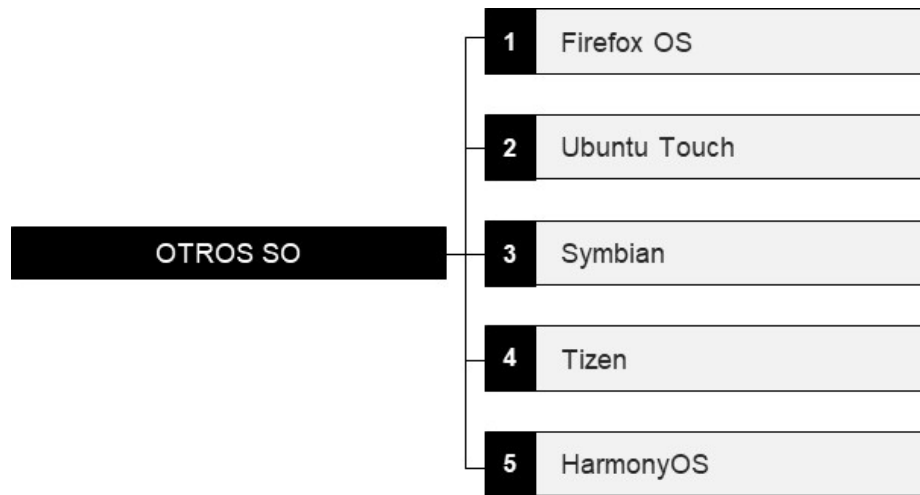 1 Firefox OS
2 Ubuntu Touch
OTROS SO
3 Symbian
4 Tizen
5 HarmonyOS